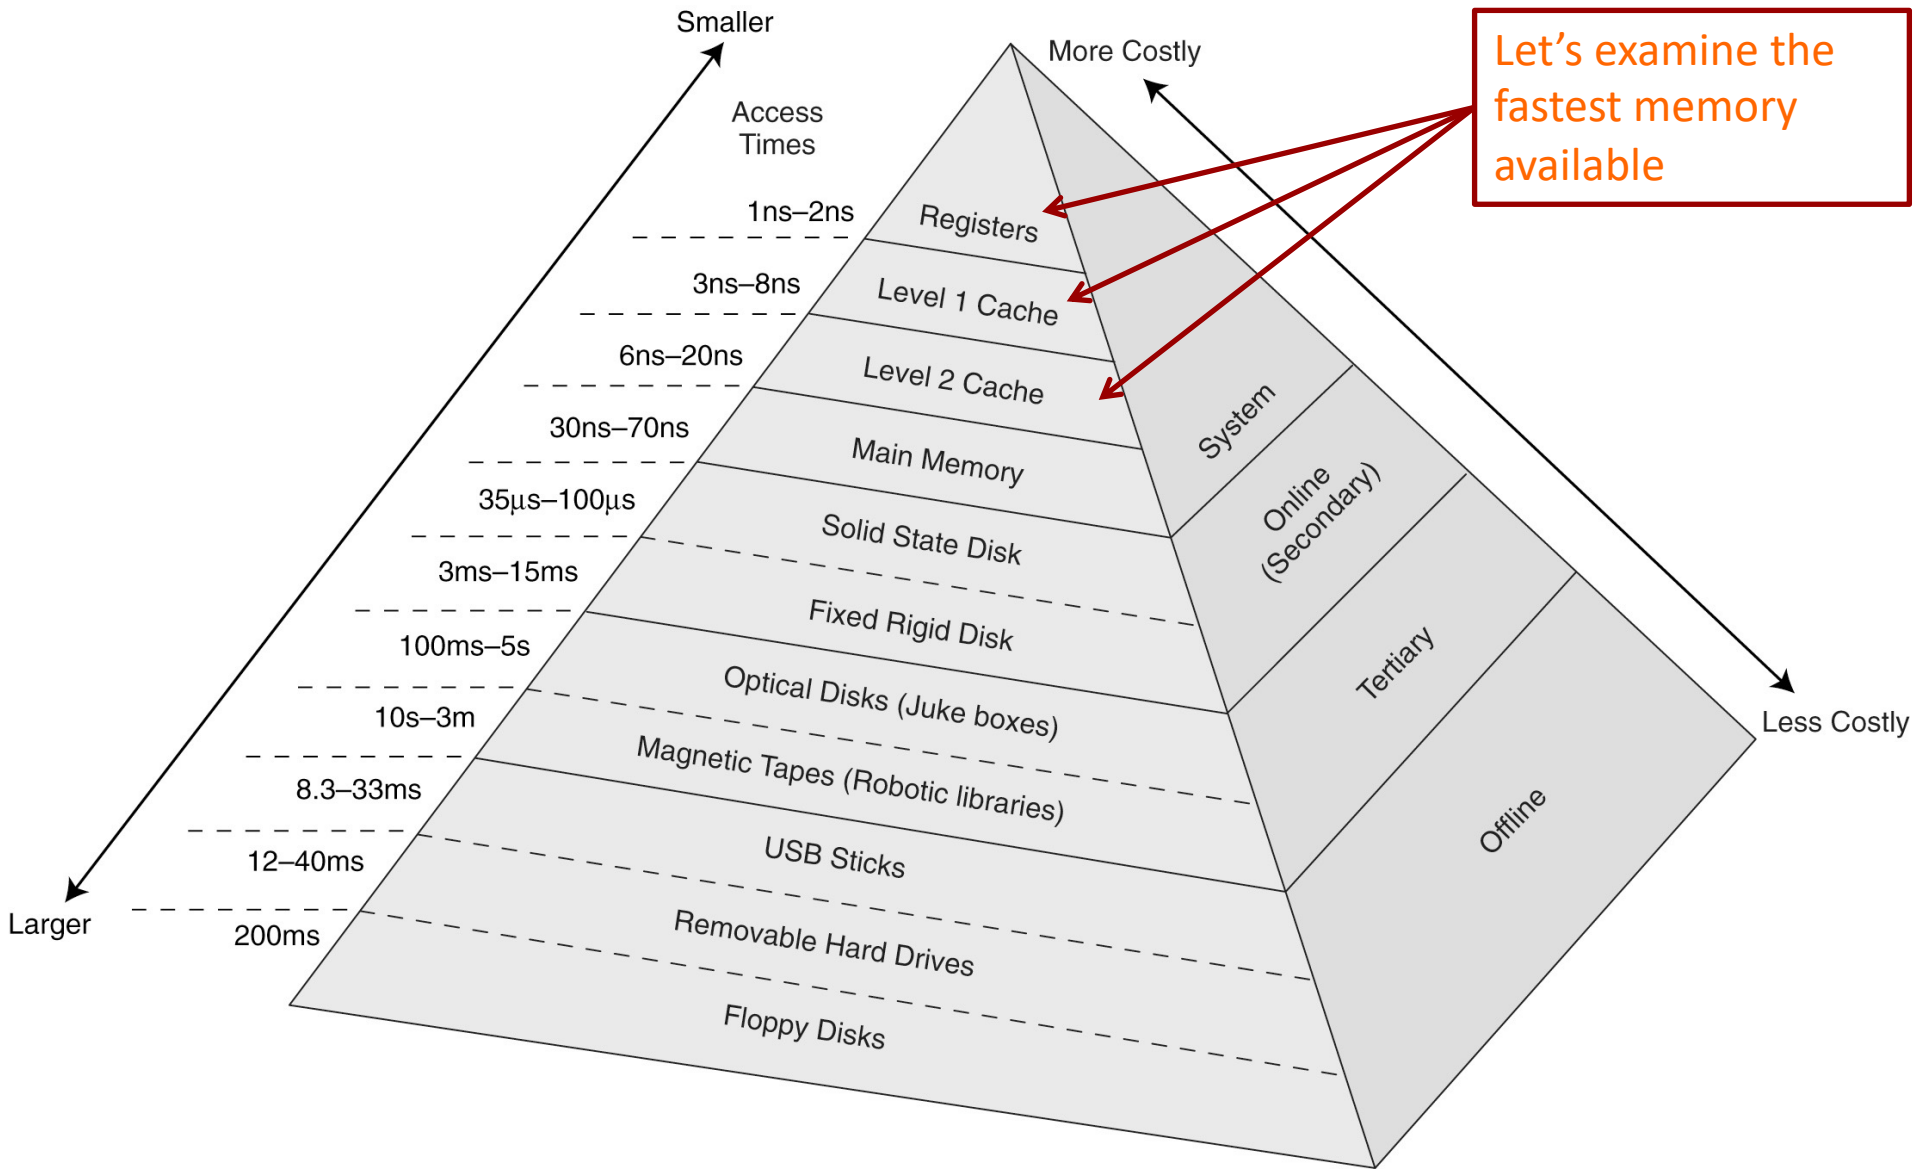 Smaller
More Costly
Let’s examine the
fastest memory
available
Access
Times
1ns–2ns
Registers
3ns–8ns
Level 1 Cache
6ns–20ns
Level 2 Cache
System
30ns–70ns
Main Memory
Online
(Secondary)
35μs–100μs
Solid State Disk
3ms–15ms
Fixed Rigid Disk
100ms–5s
Optical Disks (Juke boxes)
Tertiary
10s–3m
Magnetic Tapes (Robotic libraries)
Less Costly
8.3–33ms
USB Sticks
Offline
12–40ms
Removable Hard Drives
Larger
200ms
Floppy Disks